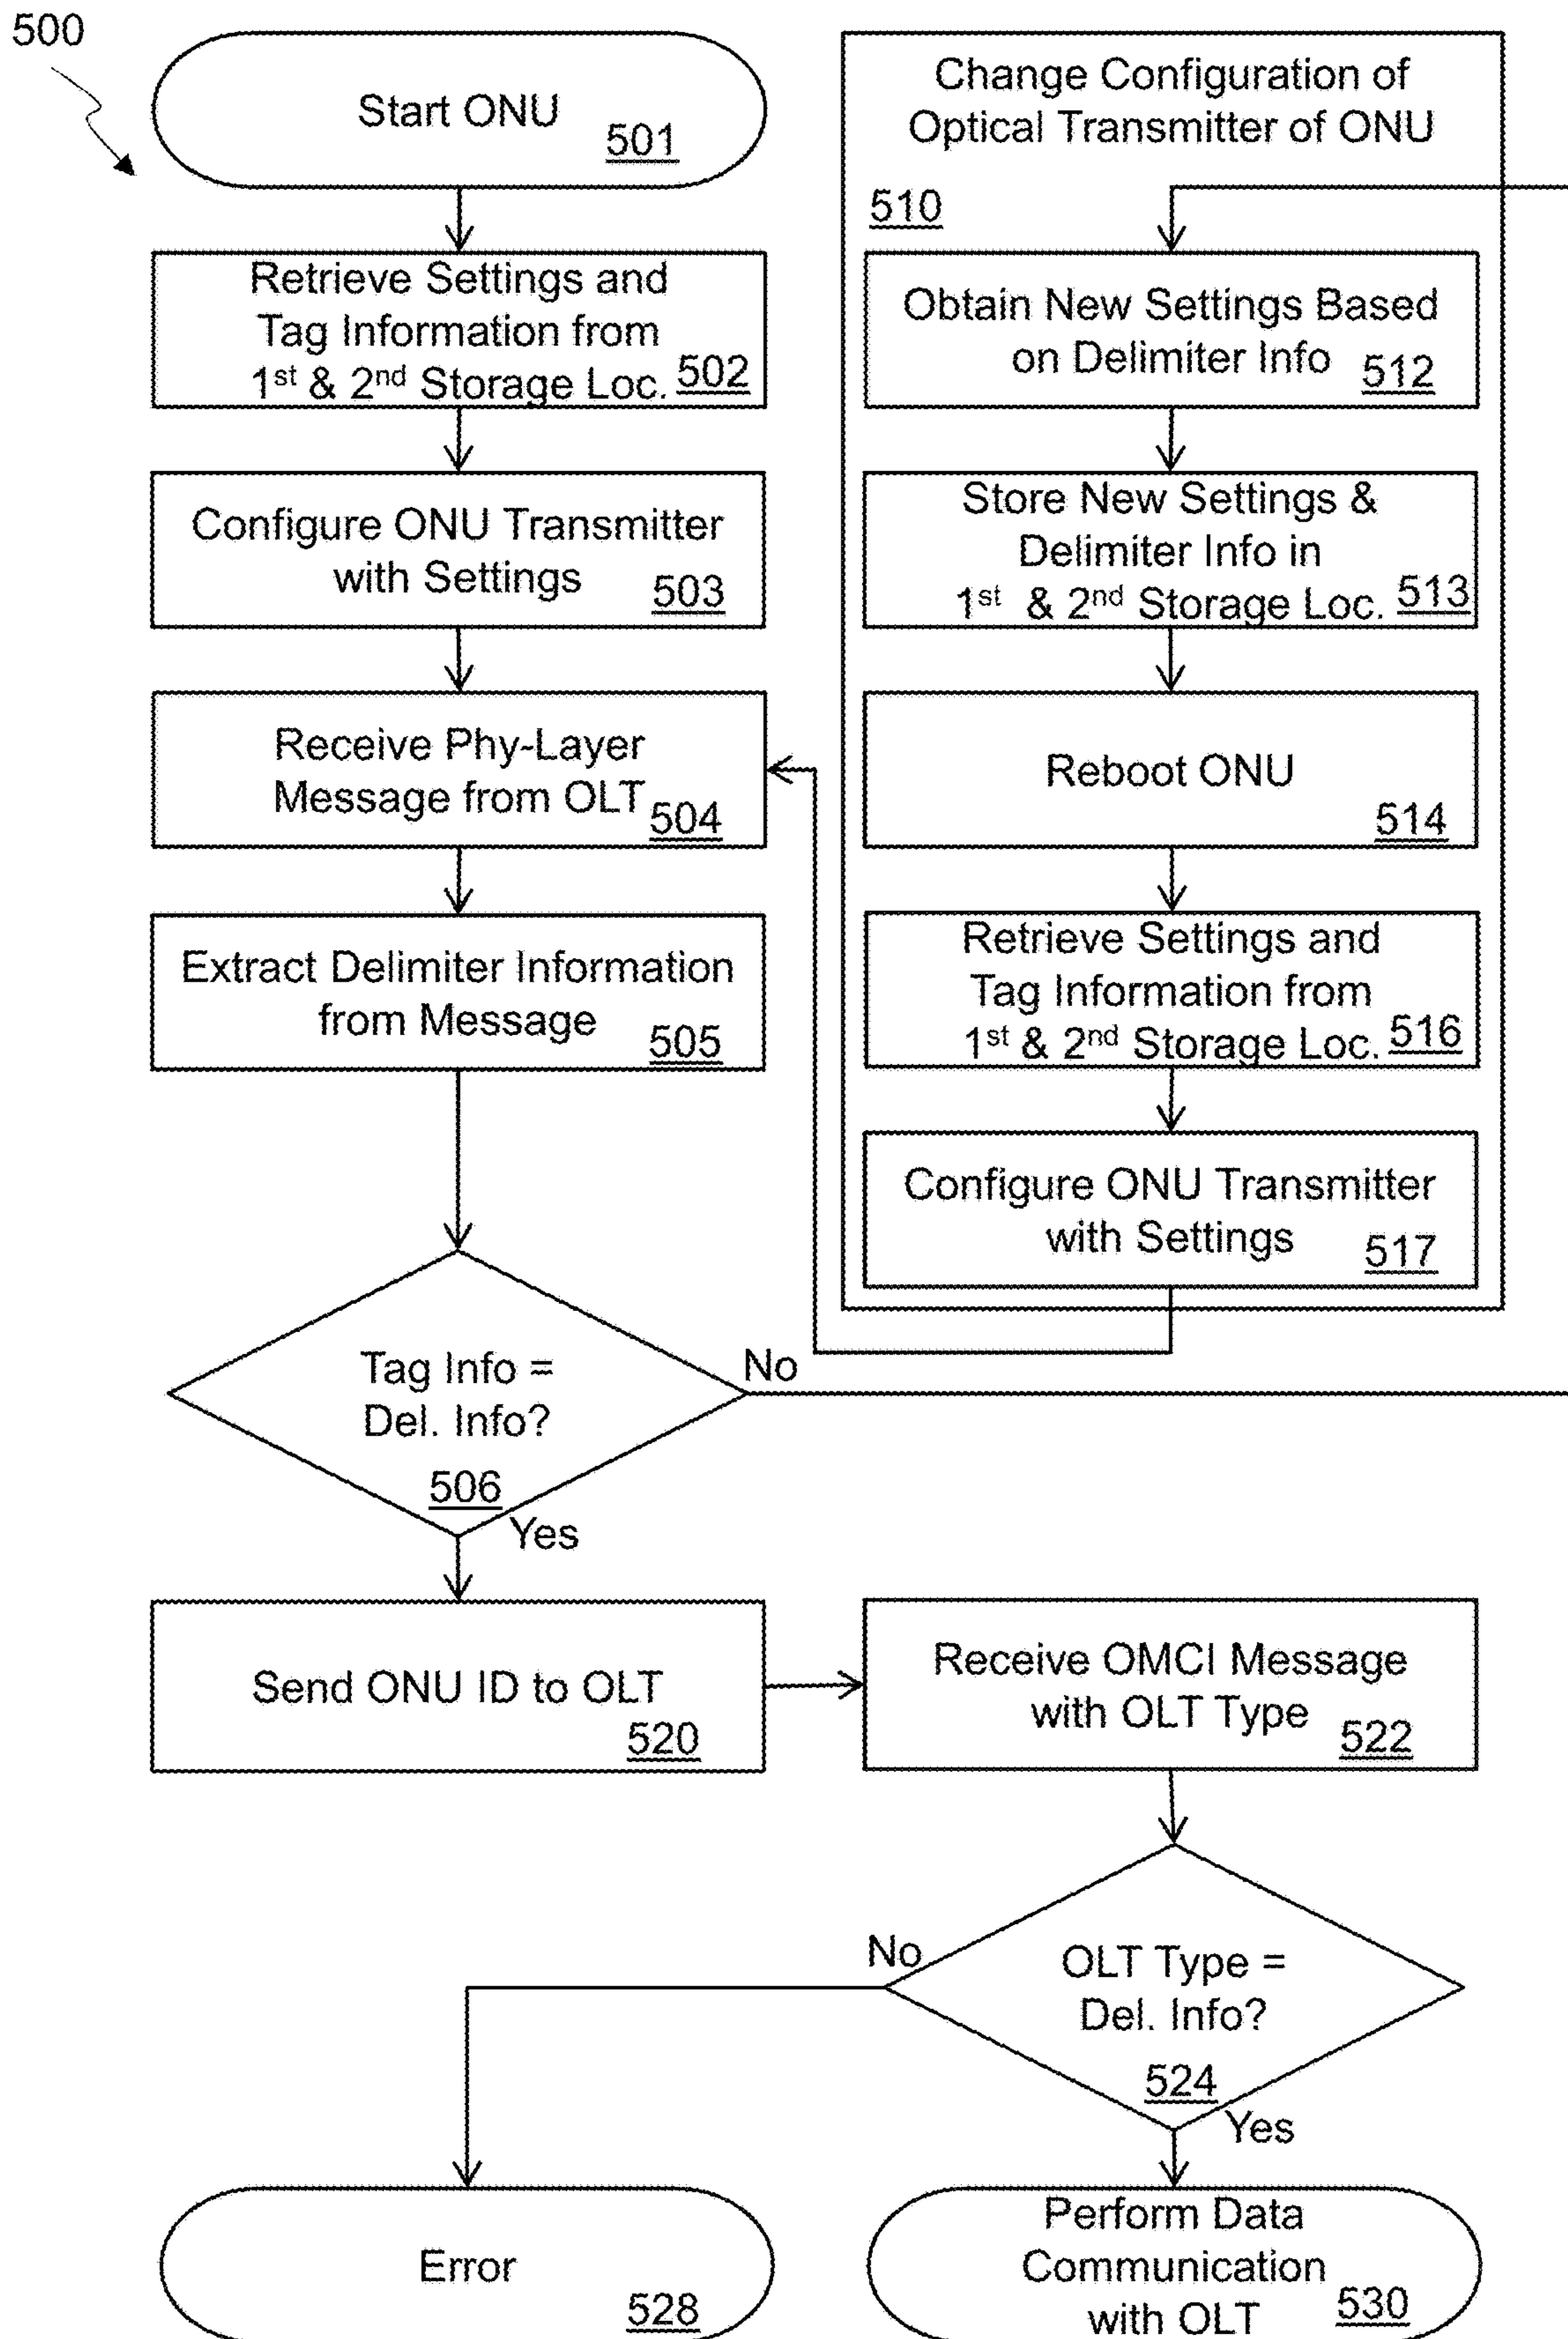 500
Start ONU
501
Retrieve Settings and
Tag Information from
1st & 2nd Storage Loc. 502
Configure ONU Transmitter
with Settings
503
Receive Phy-Layer
Message from OLT
504
Extract Delimiter Information
from Message
505
Tag Info =
Del. Info?
506
No
Yes
Change Configuration of
Optical Transmitter of ONU
510
Obtain New Settings Based
on Delimiter Info
512
Store New Settings &
Delimiter Info in
1st & 2nd Storage Loc. 513
Reboot ONU
514
Retrieve Settings and
Tag Information from
1st & 2nd Storage Loc. 516
Configure ONU Transmitter
with Settings
517
Send ONU ID to OLT
520
Receive OMCI Message
with OLT Type
522
OLT Type =
Del. Info?
524
No
Yes
Error
528
Perform Data
Communication
with OLT
530